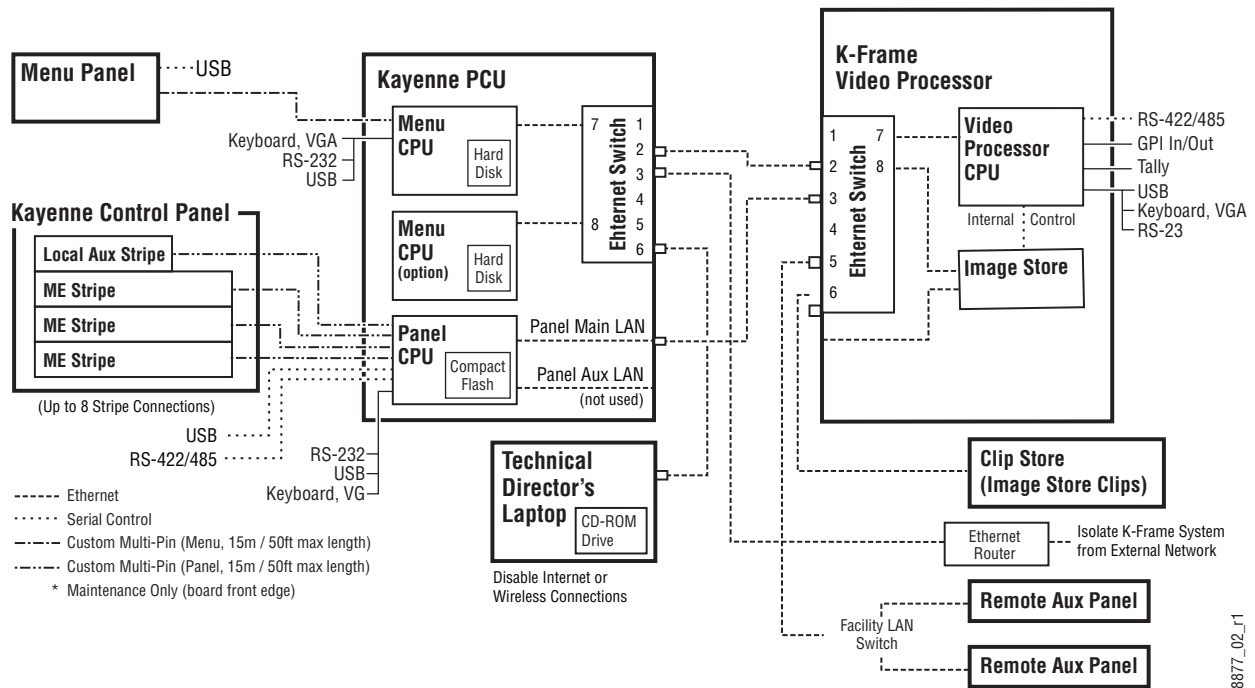 Menu Panel
USB
Kayenne PCU
Menu
CPU
Hard
Disk
Keyboard, VGA
RS-232
USB
7
1
2
3
4
5
6
8
Ehternet Switch
Menu
CPU
(option)
Hard
Disk
Kayenne Control Panel
Local Aux Stripe
ME Stripe
ME Stripe
ME Stripe
(Up to 8 Stripe Connections)
USB
RS-422/485
Panel
CPU
Compact
Flash
Panel Main LAN
Panel Aux LAN
(not used)
RS-232
USB
Keyboard, VG
K-Frame
Video Processor
1
2
3
4
5
6
7
8
Ehternet Switch
Video
Processor
CPU
RS-422/485
GPI In/Out
Tally
USB
Keyboard, VGA
RS-23
Internal Control
Image Store
Technical
Director's
Laptop
CD-ROM
Drive
Disable Internet or
Wireless Connections
Clip Store
(Image Store Clips)
Ethernet
Router
Isolate K-Frame System
from External Network
Remote Aux Panel
Facility LAN
Switch
Remote Aux Panel
Ethernet
Serial Control
Custom Multi-Pin (Menu, 15m / 50ft max length)
Custom Multi-Pin (Panel, 15m / 50ft max length)
* Maintenance Only (board front edge)
8877_02_r1